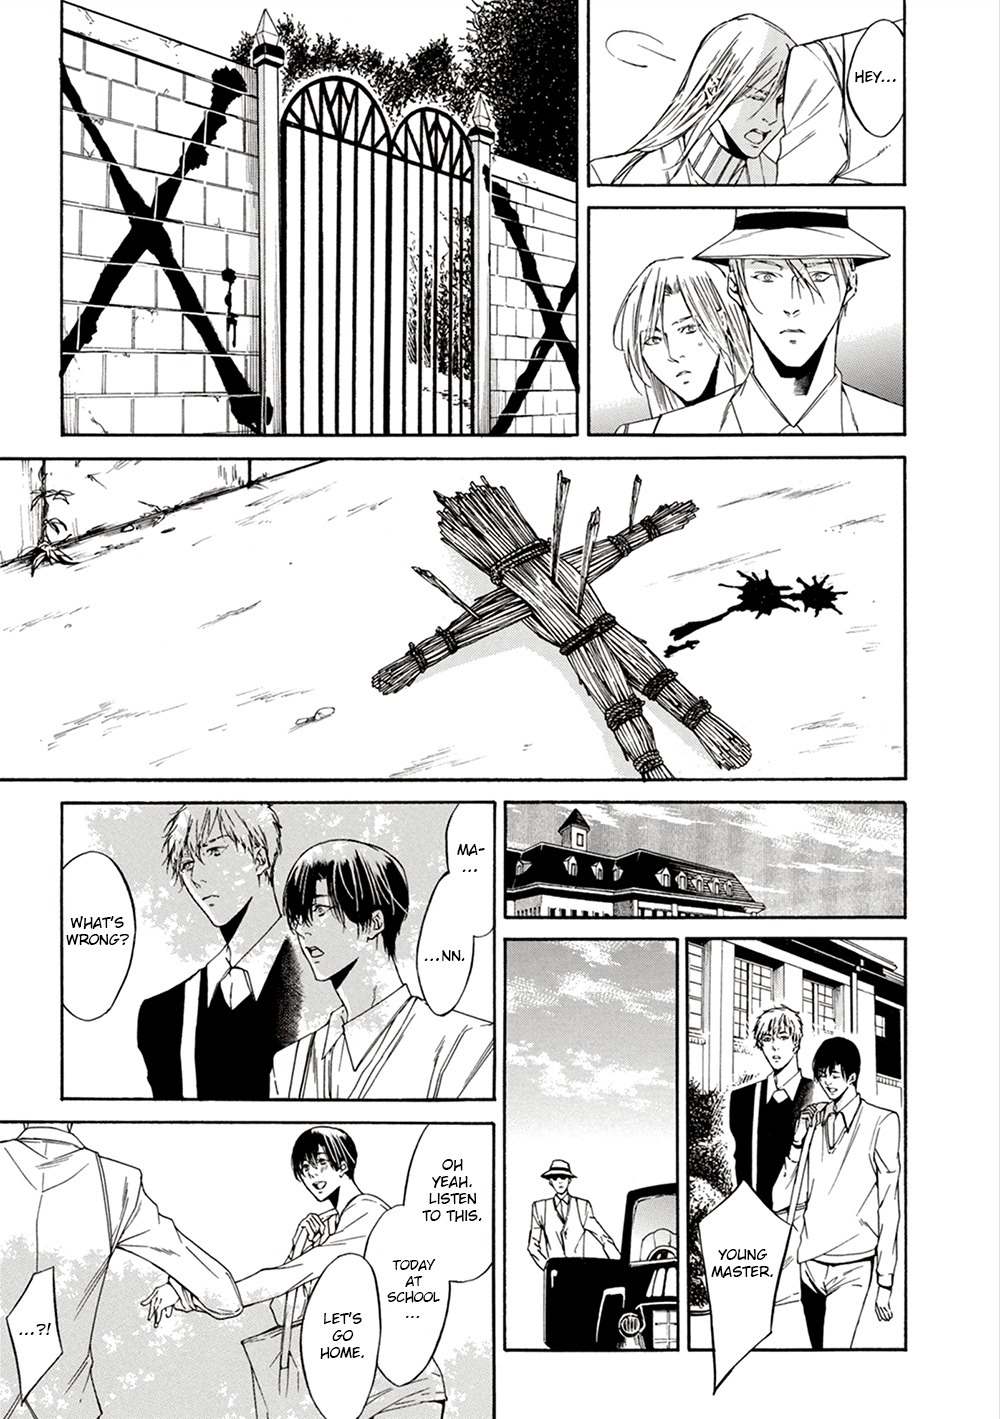 HEY...
YOUNG
MASTER.
MA-
...
...NN.
WHAT'S
WRONG?
OH
YEAH.
LISTEN
TO THIS.
TODAY
AT
SCHOOL
...
LET'S
GO
HOME.
...?!